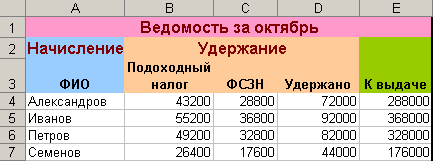 A B C D E
1 Ведомость за октябрь
2 Начисление Удержание
3 ФИО Подоходный налог ФСЗН Удержано К выдаче
4 Александров 43200 28800 72000 288000
5 Иванов 55200 36800 92000 368000
6 Петров 49200 32800 82000 328000
7 Семенов 26400 17600 44000 176000